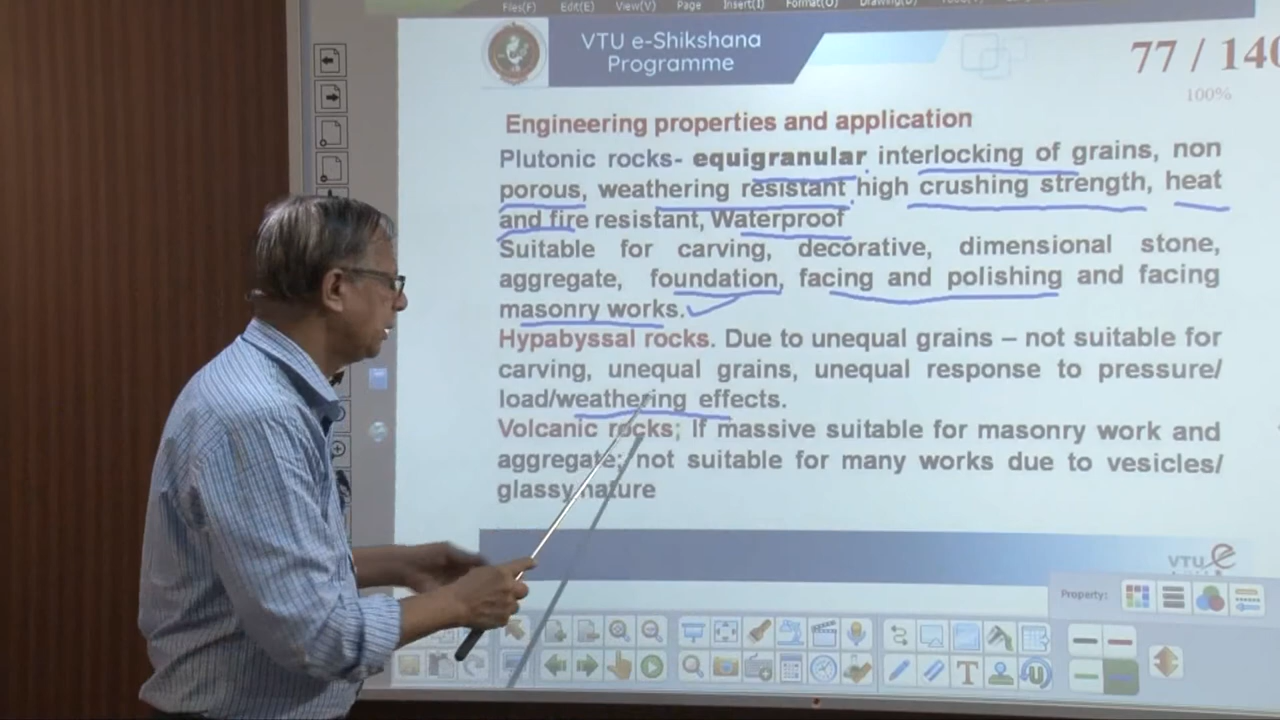 Files(F) Edit(E) View(V) Page Insert(I) Format(O) Drawing(D)
VTU e-Shikshana
Programme
77 / 140
100%
Engineering properties and application
Plutonic rocks- equigranular interlocking of grains, non
porous, weathering resistant high crushing strength, heat
and fire resistant, Waterproof
Suitable for carving, decorative, dimensional stone,
aggregate, foundation, facing and polishing and facing
masonry works.
Hypabyssal rocks. Due to unequal grains – not suitable for
carving, unequal grains, unequal response to pressure/
load/weathering effects.
Volcanic rocks; If massive suitable for masonry work and
aggregate; not suitable for many works due to vesicles/
glassy nature
VTU e
Property: